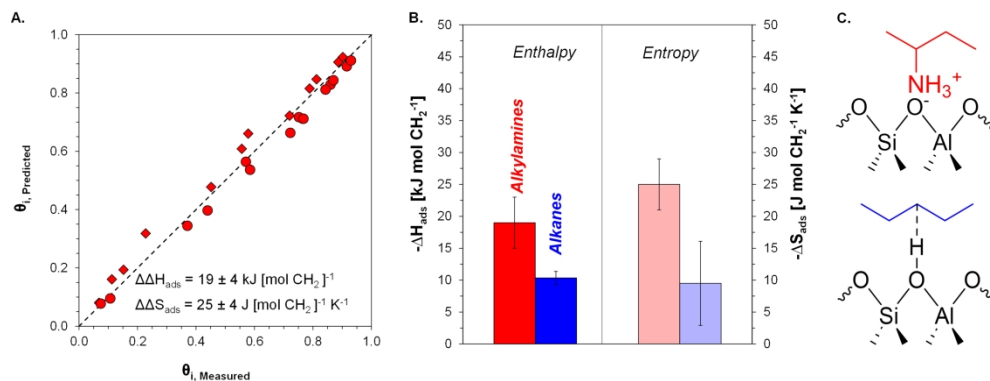 A.
θi, Predicted
1.0
0.8
0.6
0.4
0.2
0.0
0.0
0.2
0.4
0.6
0.8
1.0
θi, Measured
ΔΔHads = 19 ± 4 kJ [mol CH2 ]-1
ΔΔSads = 25 ± 4 J [mol CH2 ]-1 K-1
B.
-ΔHads [kJ mol CH2-1]
50
45
40
35
30
25
20
15
10
5
0
Enthalpy
Entropy
Alkylamines
Alkanes
50
45
40
35
30
25
20
15
10
5
0
-ΔSads [J mol CH2-1 K-1]
C.
NH3+
O O- O
Si Al
H
O O O
Si Al